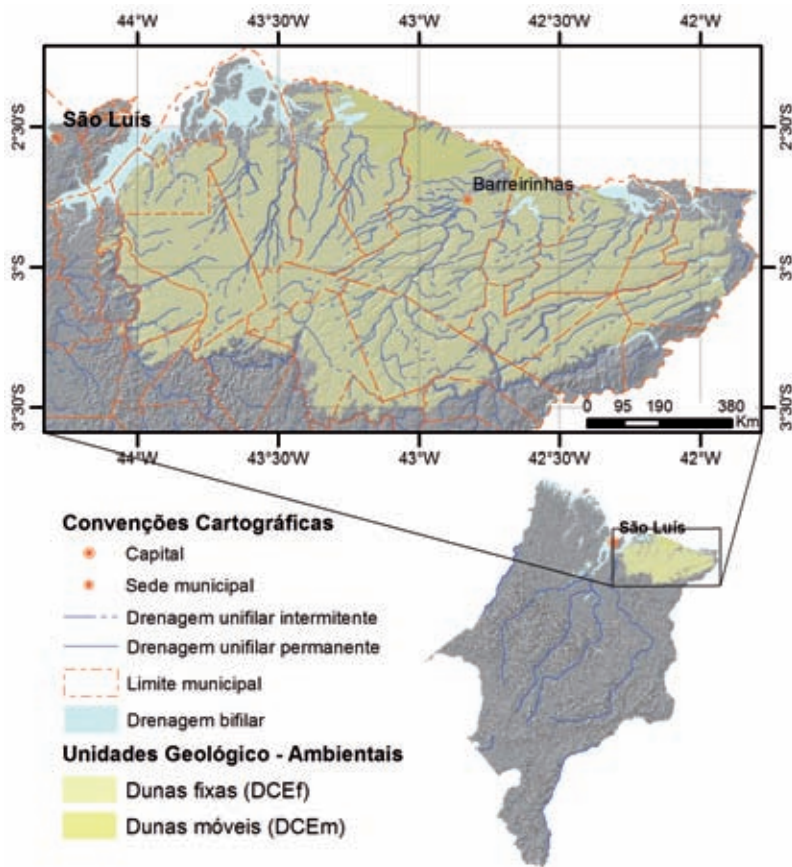 44°W 43°30'W 43°W 42°30'W 42°W
2°30'S 2°30'S
São Luís
Barreirinhas
3°S 3°S
3°30'S 3°30'S
0 95 190 380
Km
44°W 43°30'W 43°W 42°30'W 42°W
Convenções Cartográficas
Capital
Sede municipal
Drenagem unifilar intermitente
Drenagem unifilar permanente
Limite municipal
Drenagem bifilar
Unidades Geológico - Ambientais
Dunas fixas (DCEf)
Dunas móveis (DCEm)
São Luís